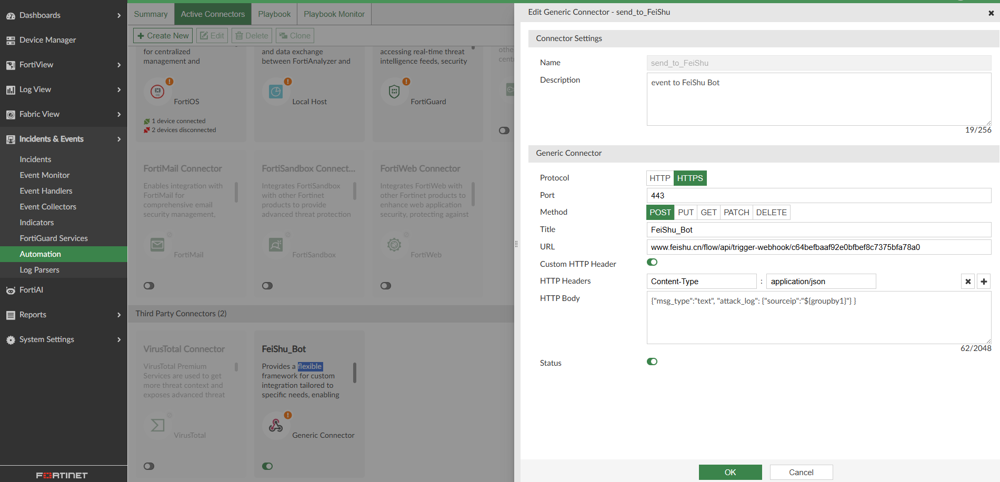 Dashboards
Device Manager
FortiView
Log View
Fabric View
Incidents & Events
Incidents
Event Monitor
Event Handlers
Event Collectors
Indicators
FortiGuard Services
Automation
Log Parsers
FortiAI
Reports
System Settings
FORTINET
Summary
Active Connectors
Playbook
Playbook Monitor
Create New
Edit
Delete
Clone
for centralized
management and
FortiOS
1 device connected
2 devices disconnected
and data exchange
between FortiAnalyzer and
Local Host
accessing real-time threat
intelligence feeds, security
FortiGuard
othe
cent
FortiMail Connector
Enables integration with
FortiMail for
comprehensive email
security management,
FortiMail
FortiSandbox Connect...
Integrates FortiSandbox
with other Fortinet
products to provide
advanced threat protection
FortiSandbox
FortiWeb Connector
Integrates FortiWeb with
other Fortinet products to
enhance web application
security, protecting against
FortiWeb
Third Party Connectors (2)
VirusTotal Connector
VirusTotal Premium
Services are used to get
more threat context and
exposes advanced threat
VirusTotal
FeiShu_Bot
Provides a flexible
framework for custom
integration tailored to
specific needs, enabling
Generic Connector
Edit Generic Connector - send_to_FeiShu
Connector Settings
Name
send_to_FeiShu
Description
event to FeiShu Bot
19/256
Generic Connector
Protocol
HTTP HTTPS
Port
443
Method
POST PUT GET PATCH DELETE
Title
FeiShu_Bot
URL
www.feishu.cn/flow/api/trigger-webhook/c64befbaaf92e0bfbef8c7375bfa78a0
Custom HTTP Header
HTTP Headers
Content-Type : application/json
HTTP Body
{"msg_type":"text", "attack_log": {"sourceip":"${groupby1}"} }
62/2048
Status
OK
Cancel